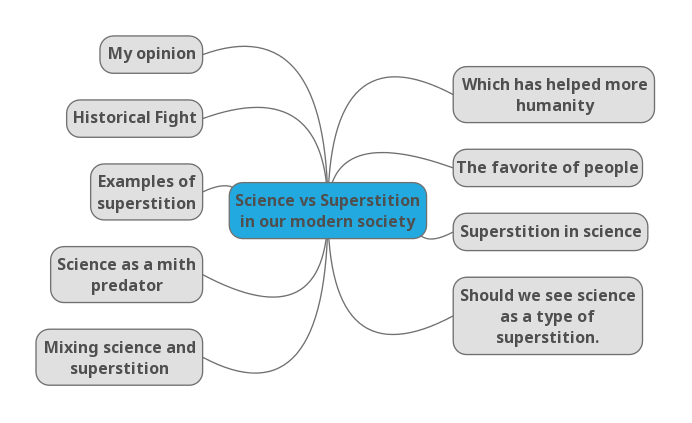 My opinion
Historical Fight
Examples of
superstition
Science as a mith
predator
Mixing science and
superstition
Science vs Superstition
in our modern society
Which has helped more
humanity
The favorite of people
Superstition in science
Should we see science
as a type of
superstition.